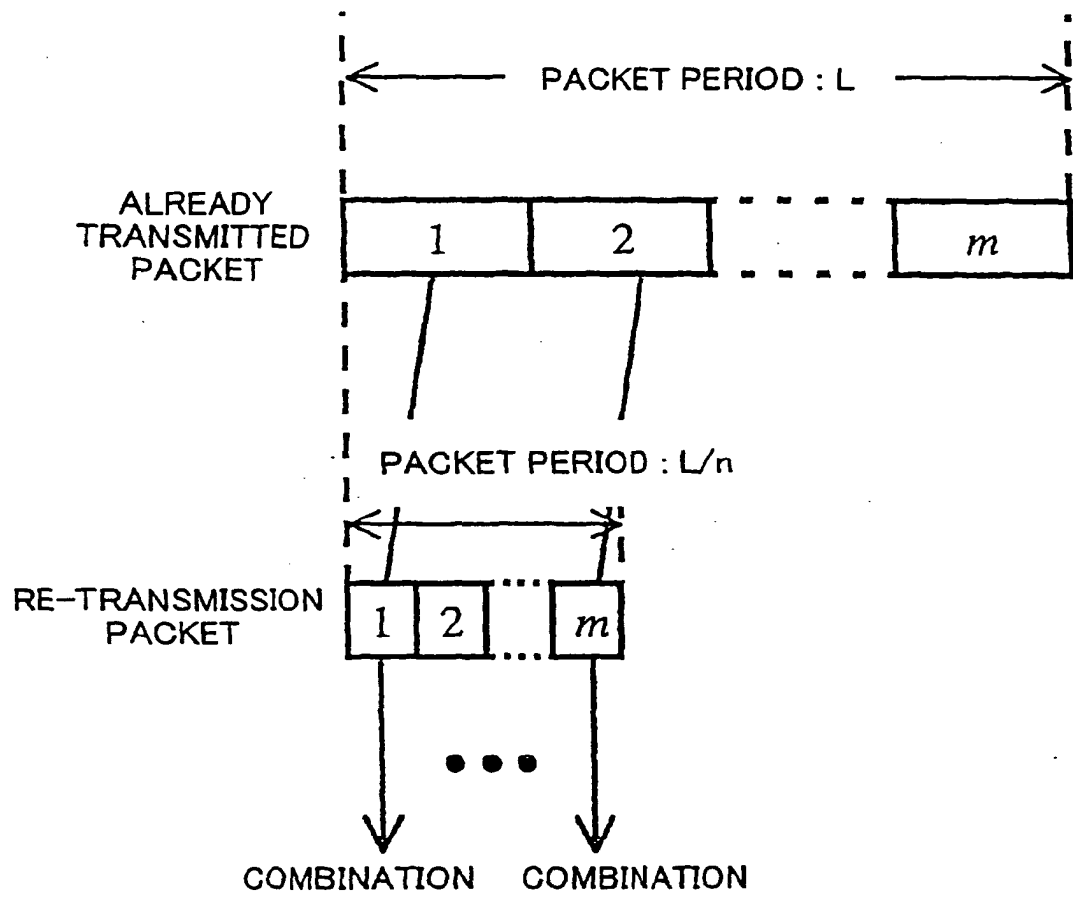 PACKET PERIOD : L
ALREADY
TRANSMITTED
PACKET
1 2 m
PACKET PERIOD : L/n
RE-TRANSMISSION
PACKET
1 2 m
COMBINATION COMBINATION